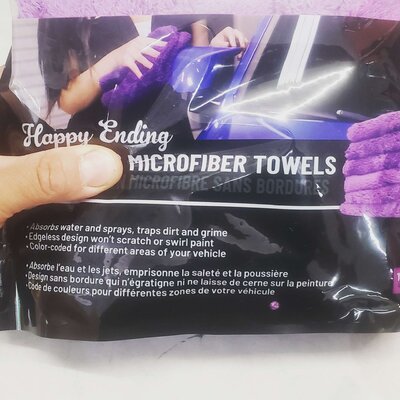 Happy Ending
MICROFIBER TOWELS
MICROFIBRE SANS BORDURES
• Absorbs water and sprays, traps dirt and grime
• Edgeless design won't scratch or swirl paint
• Color-coded for different areas of your vehicle
• Absorbe l'eau et les jets, emprisonne la saleté et la poussière
• Design sans bordure qui n'égratigne ni ne laisse de cerne sur la peinture
• Code de couleurs pour différentes zones de votre véhicule